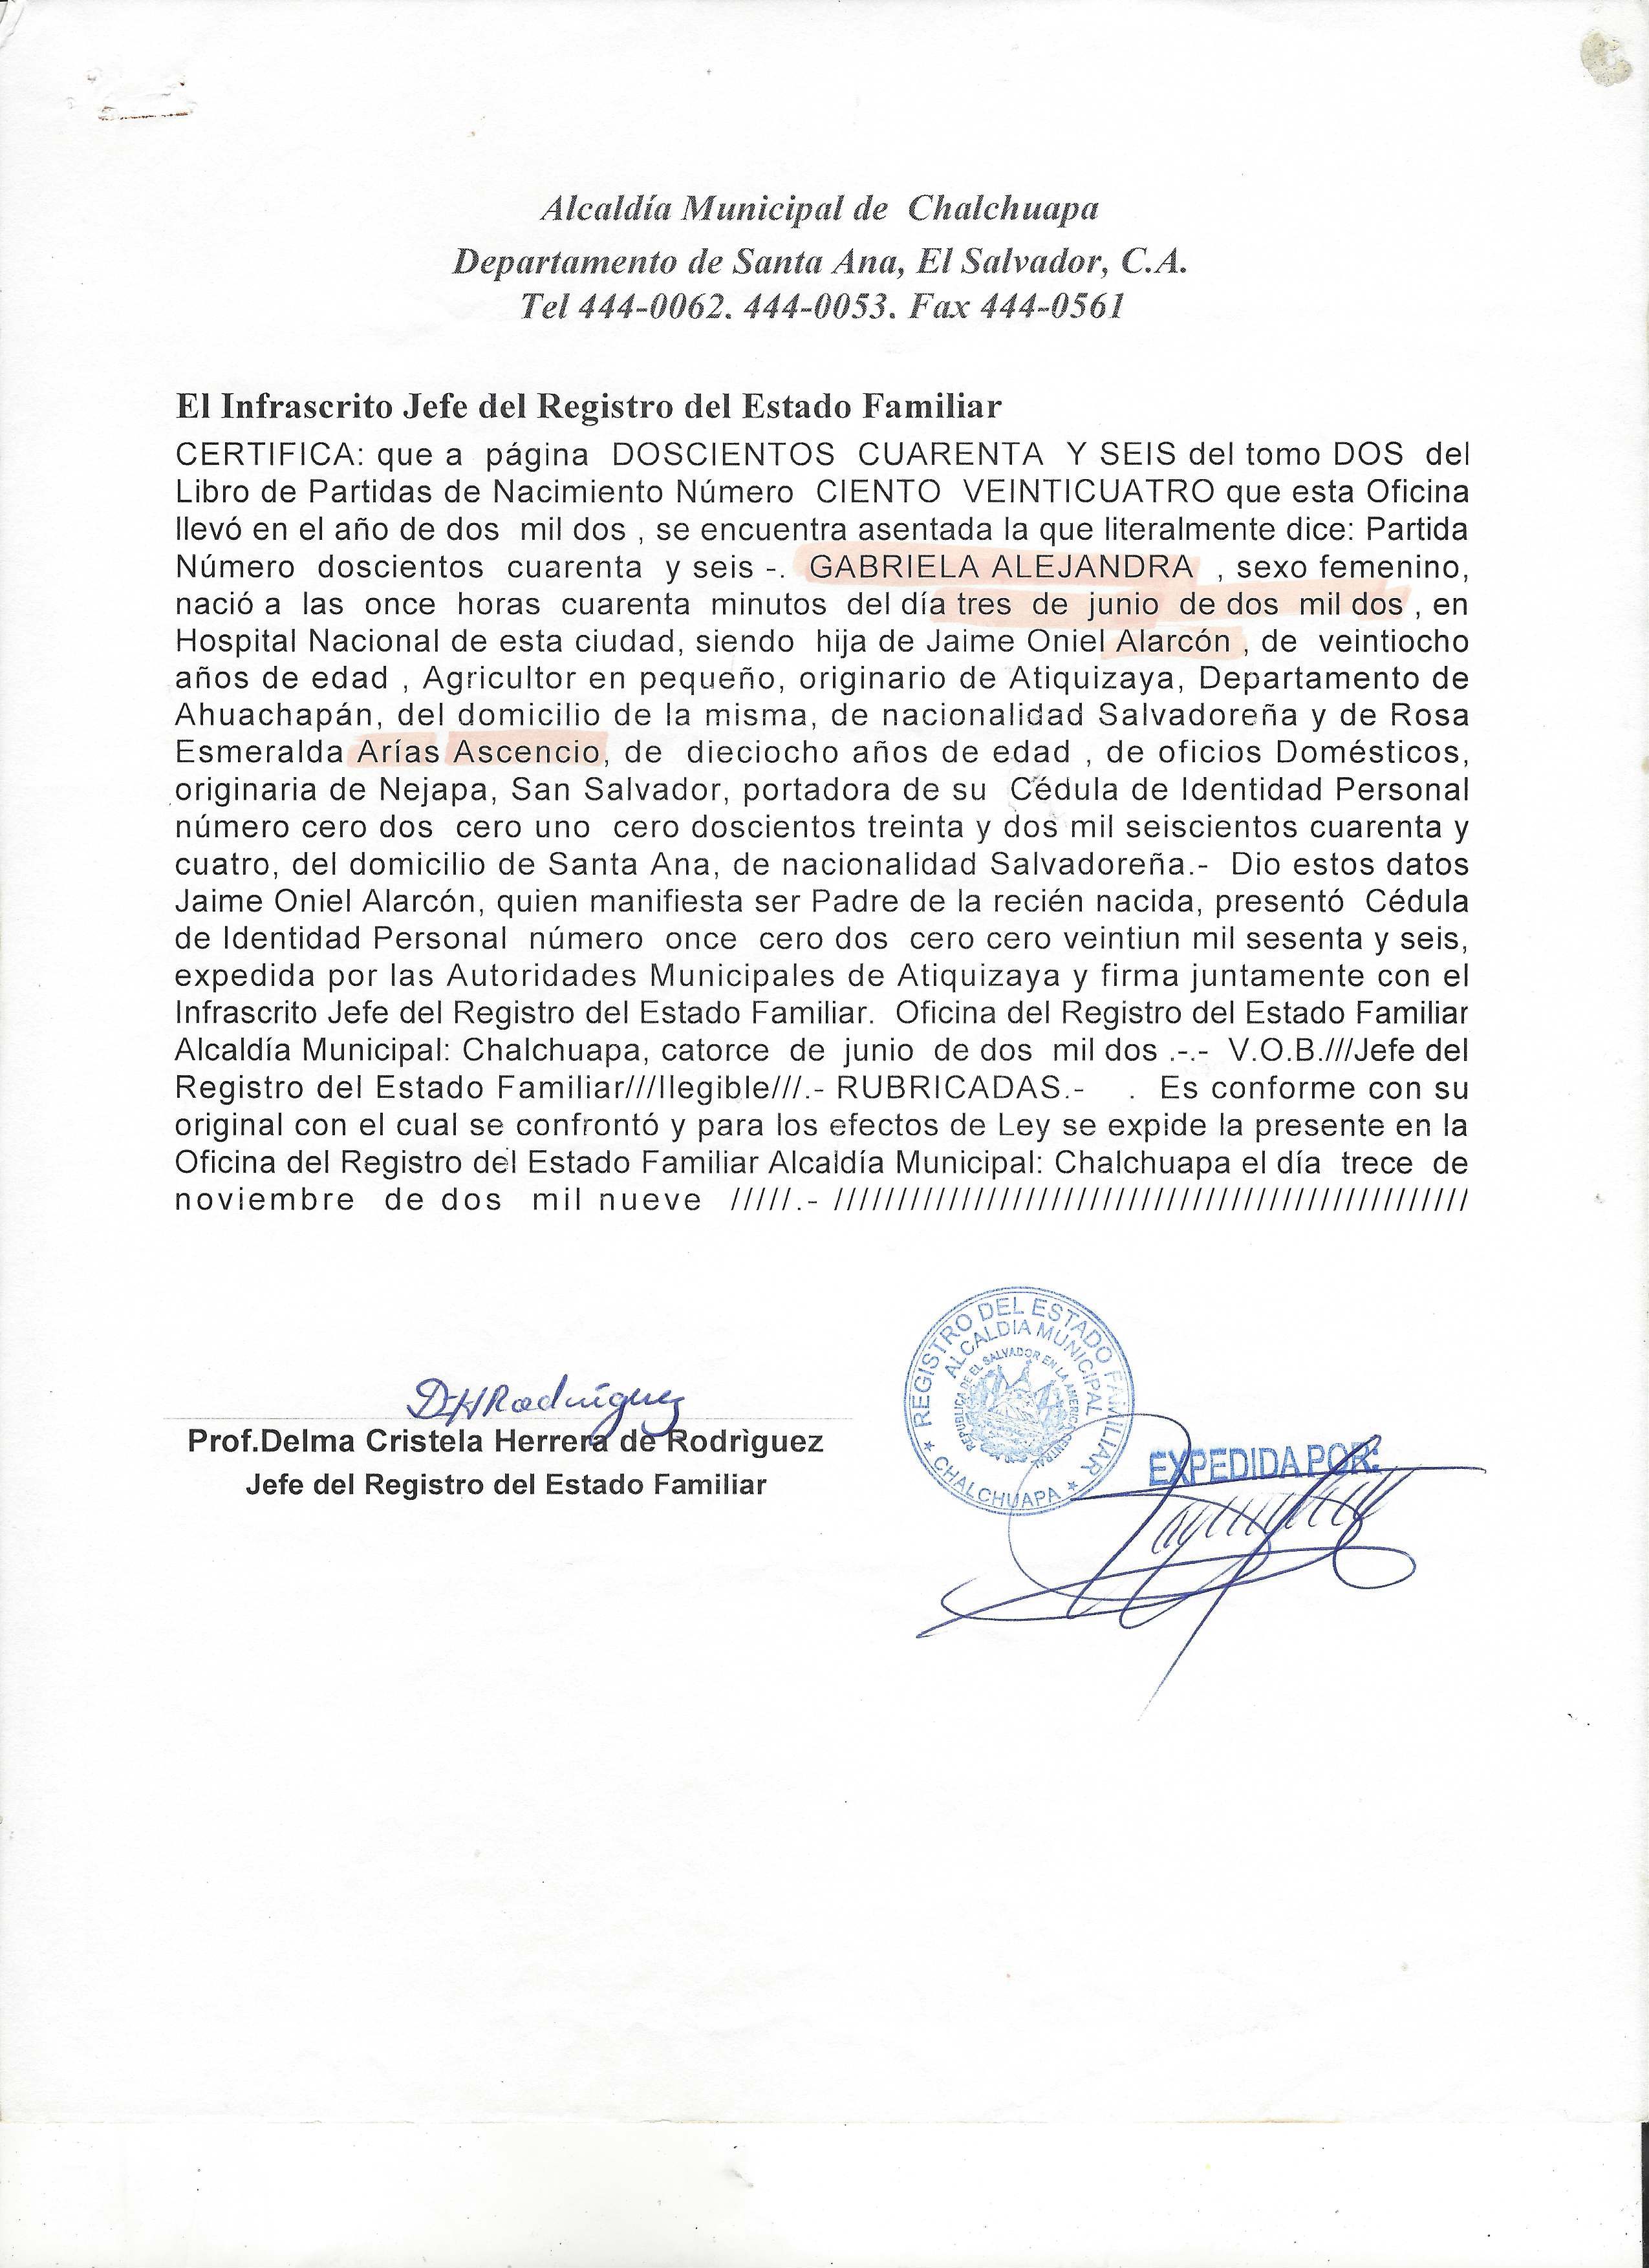 Alcaldía Municipal de Chalchuapa
Departamento de Santa Ana, El Salvador, C.A.
Tel 444-0062. 444-0053. Fax 444-0561
El Infrascrito Jefe del Registro del Estado Familiar
CERTIFICA: que a página DOSCIENTOS CUARENTA Y SEIS del tomo DOS del
Libro de Partidas de Nacimiento Número CIENTO VEINTICUATRO que esta Oficina
llevó en el año de dos mil dos , se encuentra asentada la que literalmente dice: Partida
Número doscientos cuarenta y seis -. GABRIELA ALEJANDRA , sexo femenino,
nació a las once horas cuarenta minutos del día tres de junio de dos mil dos , en
Hospital Nacional de esta ciudad, siendo hija de Jaime Oniel Alarcón , de veintiocho
años de edad , Agricultor en pequeño, originario de Atiquizaya, Departamento de
Ahuachapán, del domicilio de la misma, de nacionalidad Salvadoreña y de Rosa
Esmeralda Arías Ascencio, de dieciocho años de edad , de oficios Domésticos,
originaria de Nejapa, San Salvador, portadora de su Cédula de Identidad Personal
número cero dos cero uno cero doscientos treinta y dos mil seiscientos cuarenta y
cuatro, del domicilio de Santa Ana, de nacionalidad Salvadoreña.- Dio estos datos
Jaime Oniel Alarcón, quien manifiesta ser Padre de la recién nacida, presentó Cédula
de Identidad Personal número once cero dos cero cero veintiun mil sesenta y seis,
expedida por las Autoridades Municipales de Atiquizaya y firma juntamente con el
Infrascrito Jefe del Registro del Estado Familiar. Oficina del Registro del Estado Familiar
Alcaldía Municipal: Chalchuapa, catorce de junio de dos mil dos .-.- V.O.B.///Jefe del
Registro del Estado Familiar///Ilegible///.- RUBRICADAS.- . Es conforme con su
original con el cual se confrontó y para los efectos de Ley se expide la presente en la
Oficina del Registro del Estado Familiar Alcaldía Municipal: Chalchuapa el día trece de
noviembre de dos mil nueve /////.- //////////////////////////////////////////////////
REGISTRO DEL ESTADO FAMILIAR
ALCALDIA MUNICIPAL
REPUBLICA DE EL SALVADOR EN LA AMERICA CENTRAL
★ CHALCHUAPA ★
DHRodríguez
Prof.Delma Cristela Herrera de Rodrìguez
Jefe del Registro del Estado Familiar
EXPEDIDA POR: